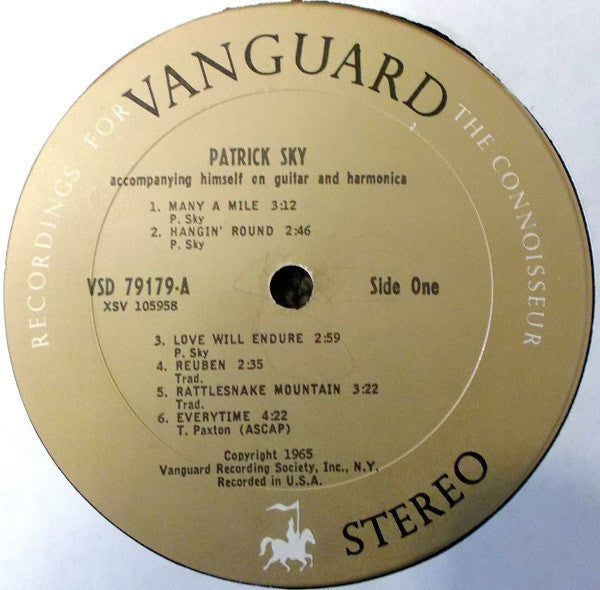 RECORDINGS FOR
VANGUARD
THE CONNOISSEUR
PATRICK SKY
accompanying himself on guitar and harmonica
1. MANY A MILE 3:12
P. Sky
2. HANGIN' ROUND 2:46
P. Sky
VSD 79179-A
XSV 105958
Side One
3. LOVE WILL ENDURE 2:59
P. Sky
4. REUBEN 2:35
Trad.
5. RATTLESNAKE MOUNTAIN 3:22
Trad.
6. EVERYTIME 4:22
T. Paxton (ASCAP)
Copyright 1965
Vanguard Recording Society, Inc., N.Y.
Recorded in U.S.A.
STEREO